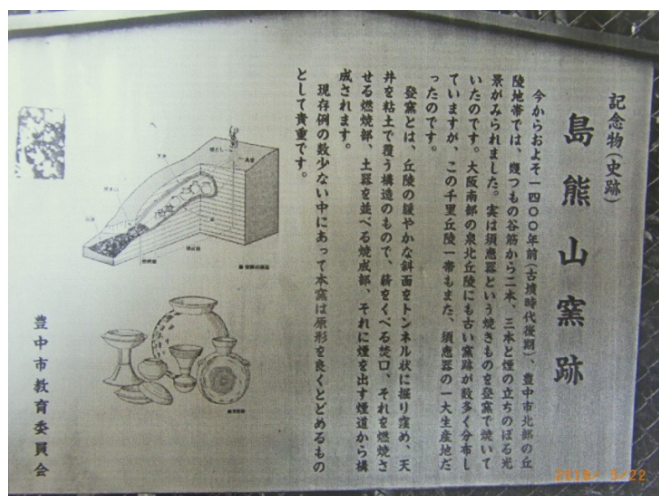 記念物(史跡)
島熊山窯跡
今からおよそ一四〇〇年前(古墳時代後期)、豊中市北部の丘
陵地帯では、幾つもの谷筋から二本、三本と煙の立ちのぼる光
景がみられました。実は須恵器という焼きものを登窯で焼いて
いたのです。大阪南部の泉北丘陵にも古い窯跡が数多く分布し
ていますが、この千里丘陵一帯もまた、須恵器の一大生産地だ
ったのです。
登窯とは、丘陵の緩やかな斜面をトンネル状に掘り窪め、天
井を粘土で覆う構造のもので、薪をくべる焚口、それを燃焼さ
せる燃焼部、土器を並べる焼成部、それに煙を出す煙道から構
成されます。
現存例の数少ない中にあって本窯は原形を良くとどめるもの
として貴重です。
豊中市教育委員会